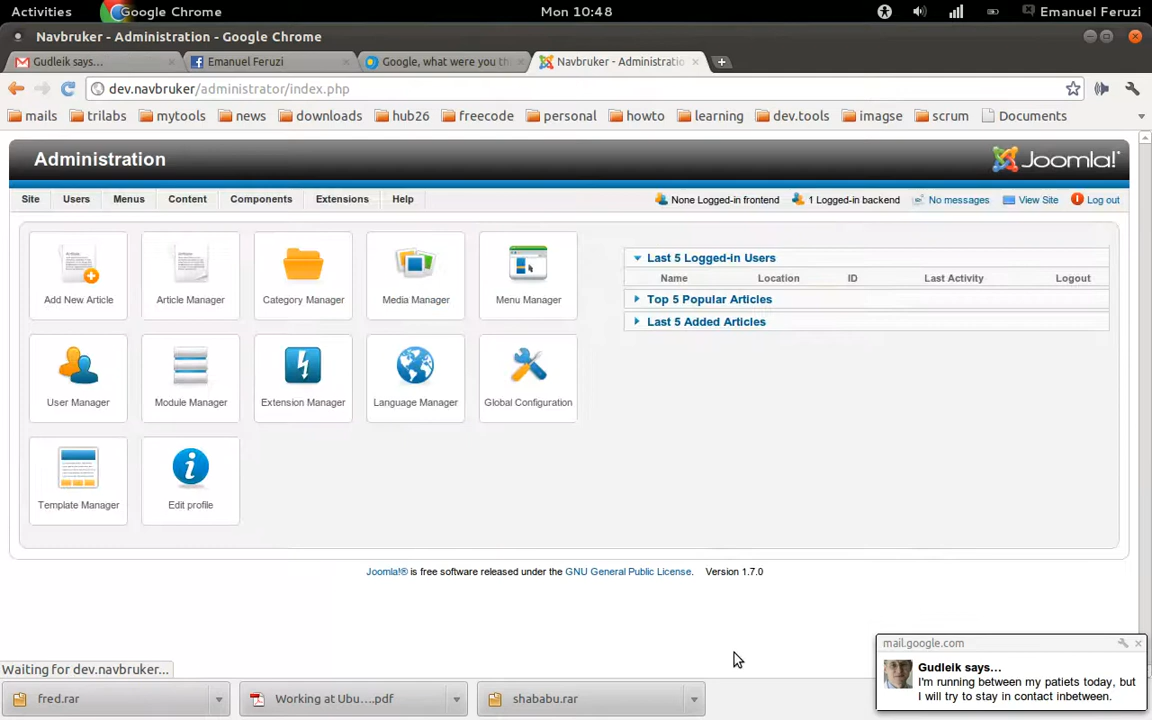 Activities
Google Chrome
Mon 10:48
Emanuel Feruzi
Navbruker - Administration - Google Chrome
Gudleik says...
Emanuel Feruzi
Google, what were you th
Navbruker - Administratio
dev.navbruker/administrator/index.php
mails
trilabs
mytools
news
downloads
hub26
freecode
personal
howto
learning
dev.tools
imagse
scrum
Documents
Administration
Joomla!
Site
Users
Menus
Content
Components
Extensions
Help
None Logged-in frontend
1 Logged-in backend
No messages
View Site
Log out
Add New Article
Article Manager
Category Manager
Media Manager
Menu Manager
User Manager
Module Manager
Extension Manager
Language Manager
Global Configuration
Template Manager
Edit profile
Last 5 Logged-in Users
Name
Location
ID
Last Activity
Logout
Top 5 Popular Articles
Last 5 Added Articles
Joomla!® is free software released under the GNU General Public License. Version 1.7.0
Waiting for dev.navbruker...
mail.google.com
Gudleik says...
I'm running between my patiets today, but
I will try to stay in contact inbetween.
fred.rar
Working at Ubu....pdf
shababu.rar